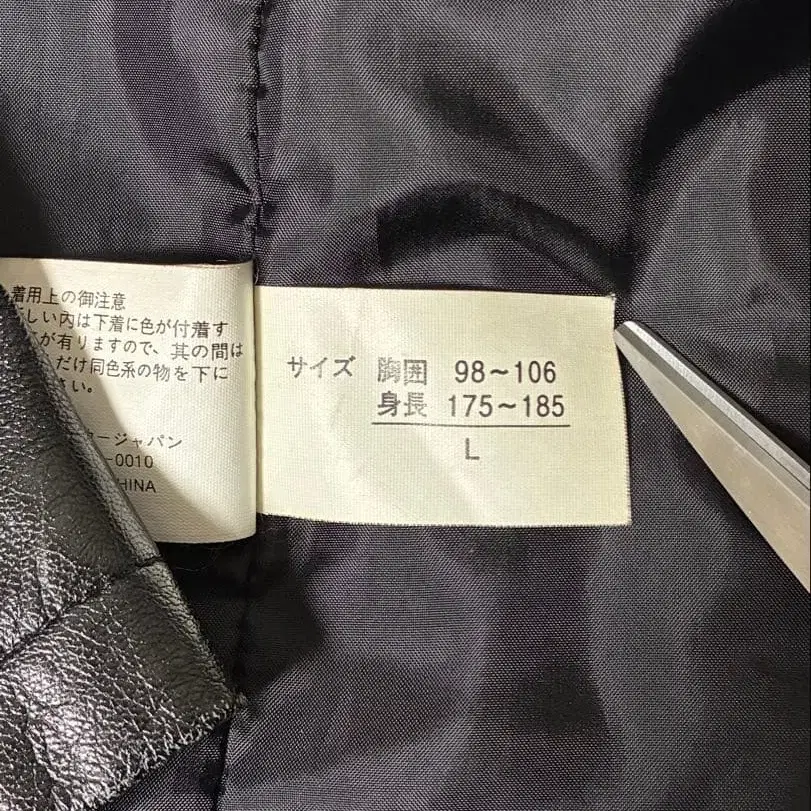 着用上の御注意
しい内は下着に色が付着す
が有りますので、其の間は
だけ同色系の物を下に
さい。
ージャパン
-0010
HINA
サイズ 胸囲 98~106
身長 175~185
L